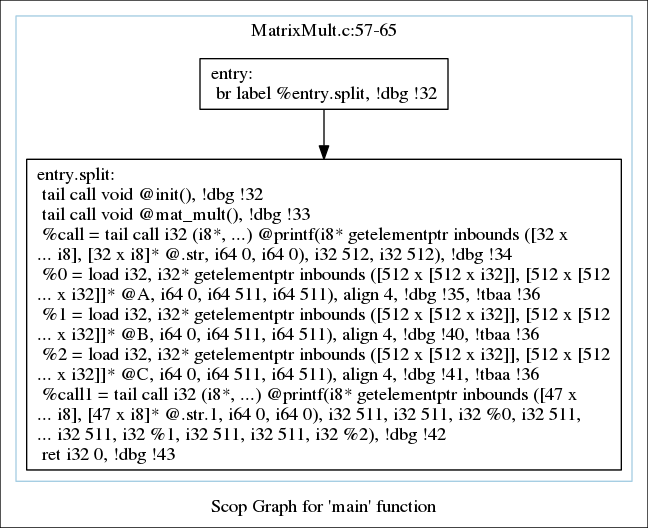 MatrixMult.c:57-65
entry:
br label %entry.split, !dbg !32
entry.split:
tail call void @init(), !dbg !32
tail call void @mat_mult(), !dbg !33
%call = tail call i32 (i8*, ...) @printf(i8* getelementptr inbounds ([32 x
... i8], [32 x i8]* @.str, i64 0, i64 0), i32 512, i32 512), !dbg !34
%0 = load i32, i32* getelementptr inbounds ([512 x [512 x i32]], [512 x [512
... x i32]]* @A, i64 0, i64 511, i64 511), align 4, !dbg !35, !tbaa !36
%1 = load i32, i32* getelementptr inbounds ([512 x [512 x i32]], [512 x [512
... x i32]]* @B, i64 0, i64 511, i64 511), align 4, !dbg !40, !tbaa !36
%2 = load i32, i32* getelementptr inbounds ([512 x [512 x i32]], [512 x [512
... x i32]]* @C, i64 0, i64 511, i64 511), align 4, !dbg !41, !tbaa !36
%call1 = tail call i32 (i8*, ...) @printf(i8* getelementptr inbounds ([47 x
... i8], [47 x i8]* @.str.1, i64 0, i64 0), i32 511, i32 511, i32 %0, i32 511,
... i32 511, i32 %1, i32 511, i32 511, i32 %2), !dbg !42
ret i32 0, !dbg !43
Scop Graph for 'main' function